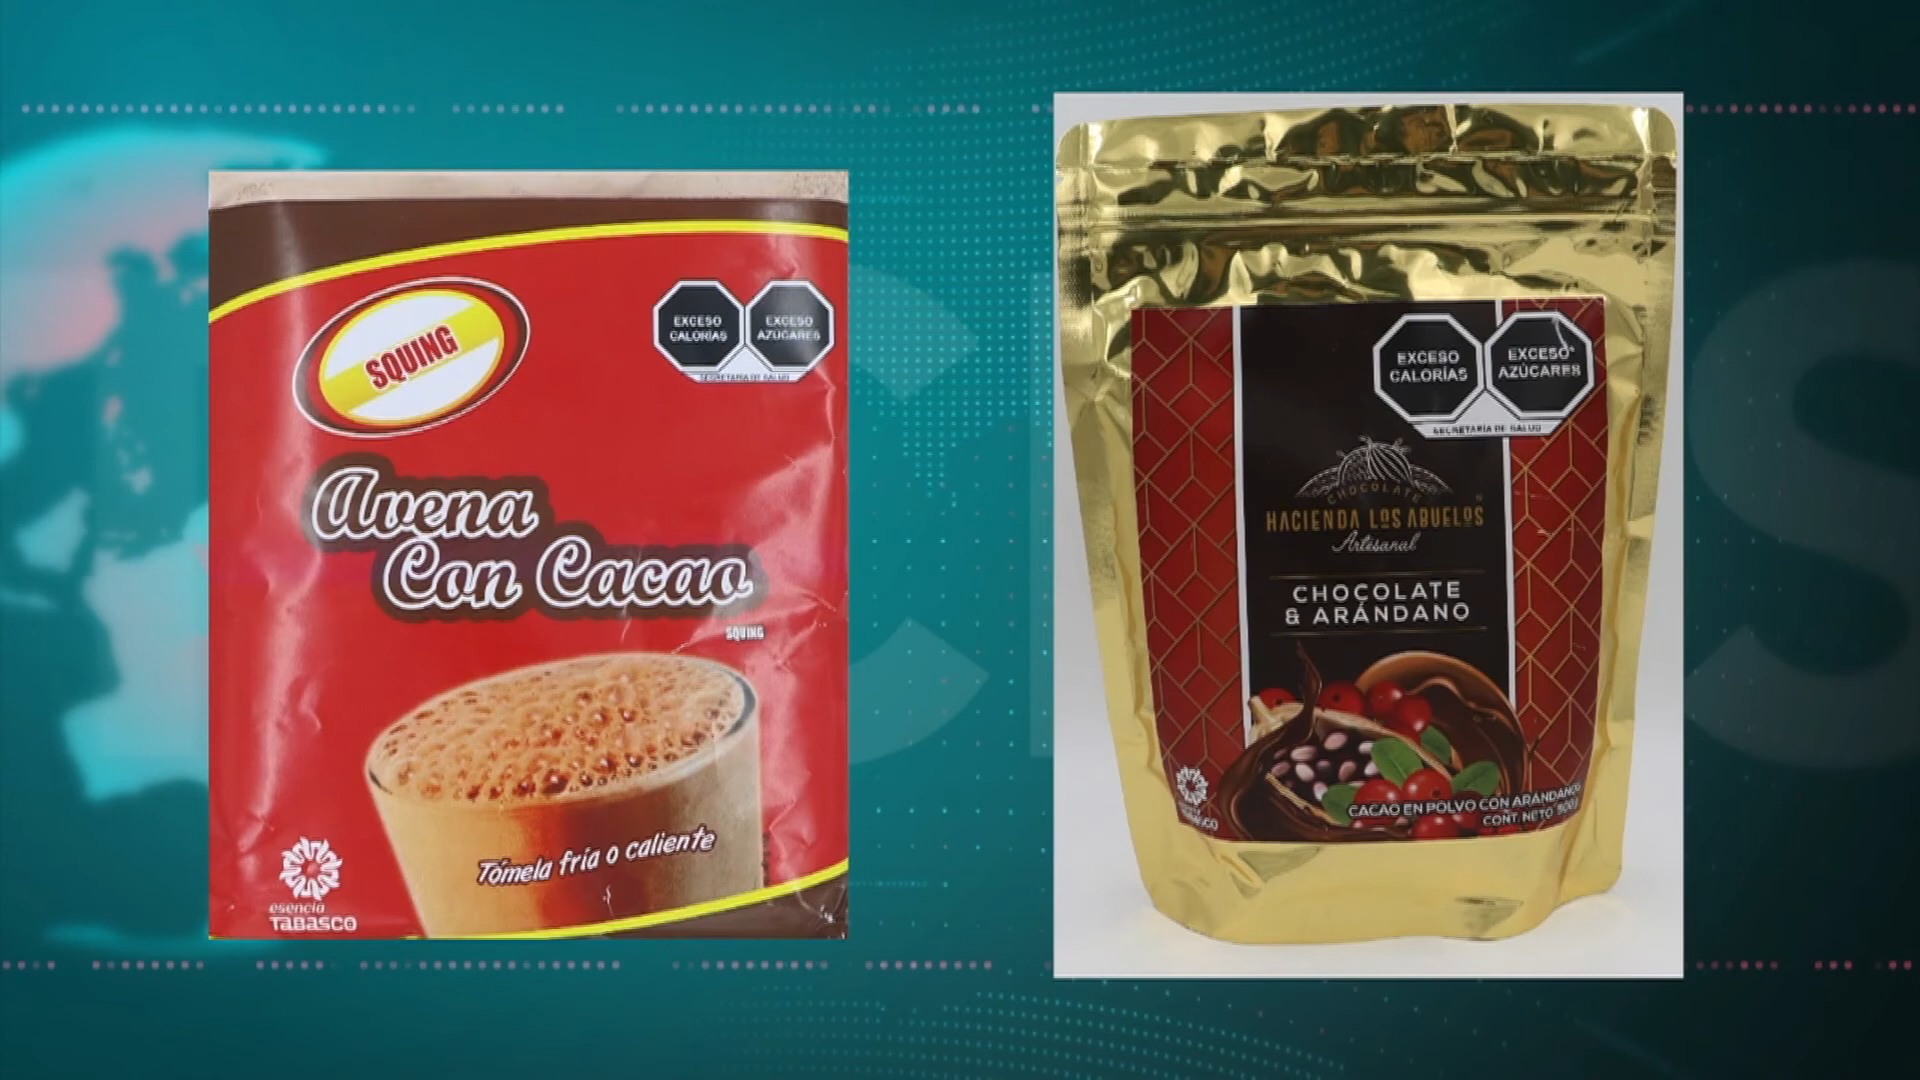 SQUING
EXCESO
CALORÍAS
EXCESO
AZÚCARES
SECRETARÍA DE SALUD
Avena
Con Cacao
SQUING
Tómela fría o caliente
esencia
TABASCO
EXCESO
CALORÍAS
EXCESO
AZÚCARES
SECRETARÍA DE SALUD
CHOCOLATE
HACIENDA LOS ABUELOS
Artesanal
CHOCOLATE
& ARÁNDANO
CACAO EN POLVO CON ARÁNDANO
CONT. NETO 500g
TABASCO